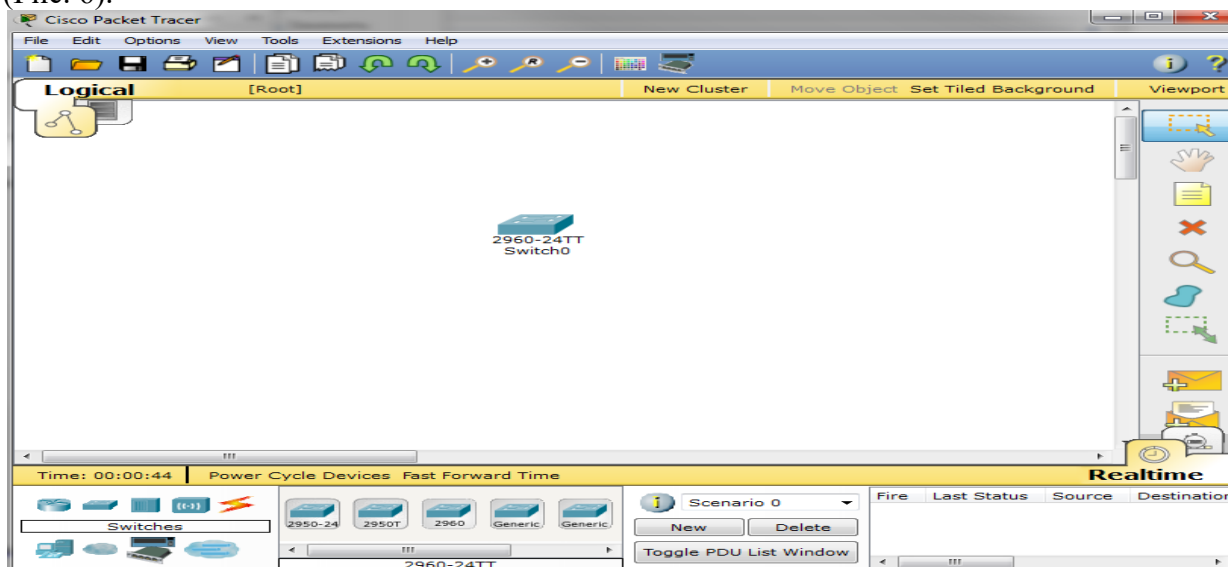 (Рис. 6).
Cisco Packet Tracer
File Edit Options View Tools Extensions Help
Logical [Root] New Cluster Move Object Set Tiled Background Viewport
2960-24TT
Switch0
Time: 00:00:44 Power Cycle Devices Fast Forward Time Realtime
Switches
2950-24 2950T 2960 Generic Generic
2960-24TT
Scenario 0
New Delete
Toggle PDU List Window
Fire Last Status Source Destination